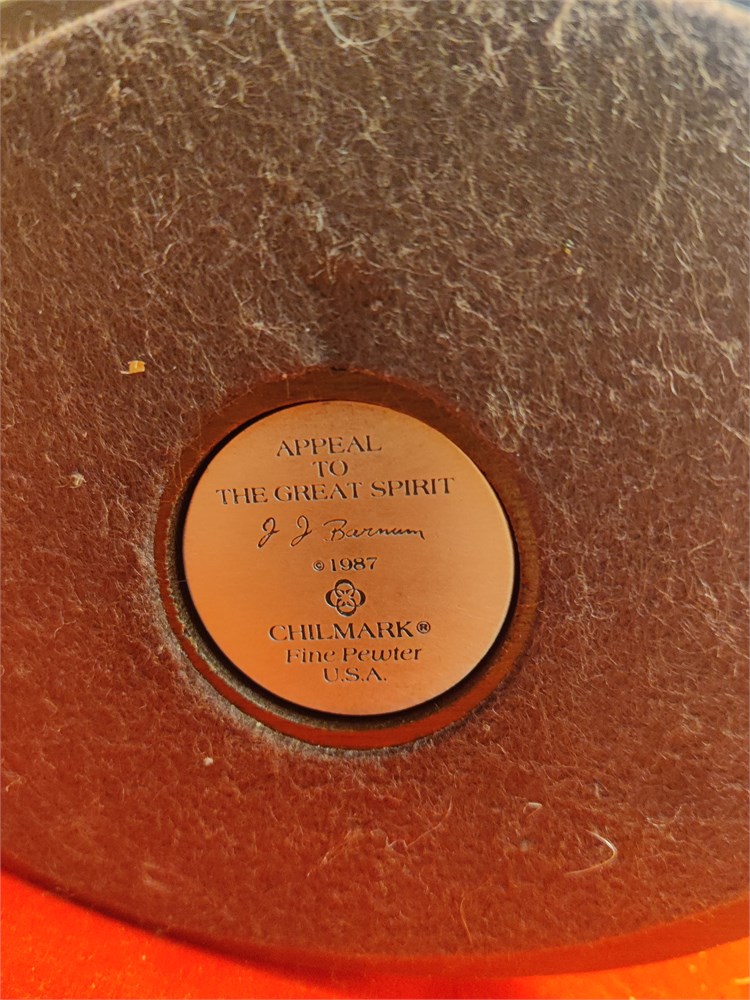 APPEAL
TO
THE GREAT SPIRIT
J J Barnum
© 1987
CHILMARK®
Fine Pewter
U.S.A.